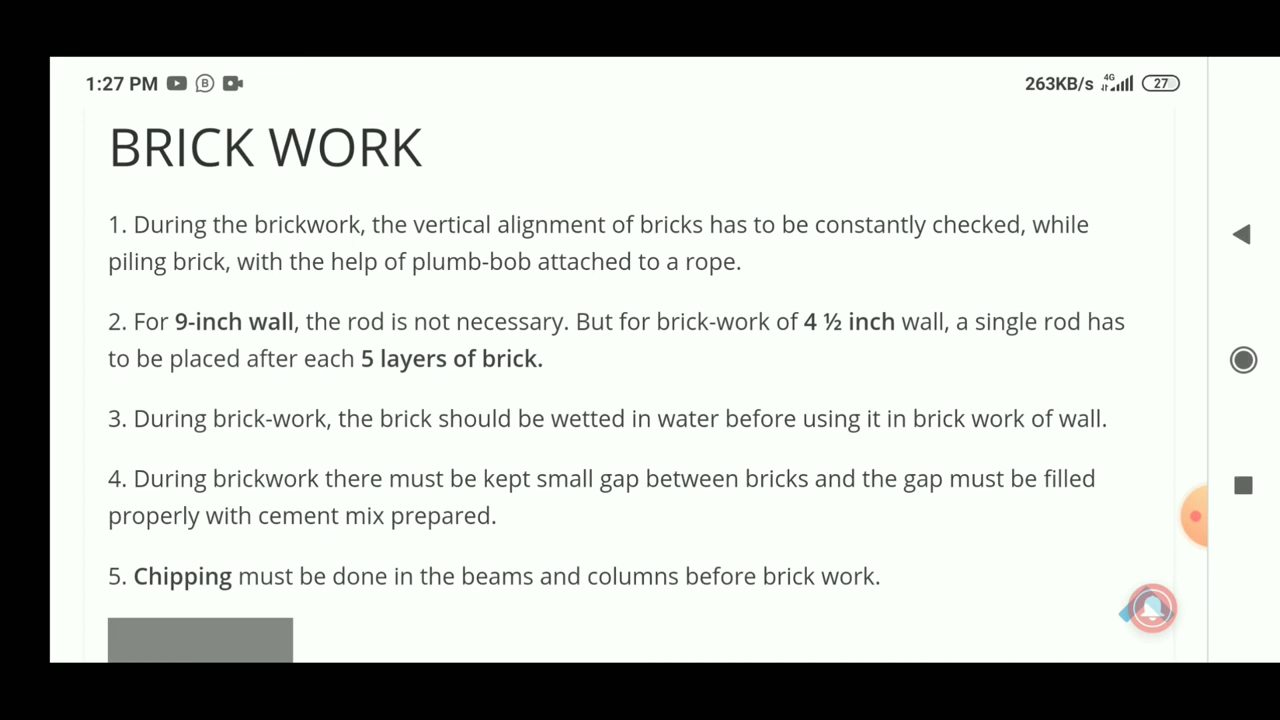 1:27 PM B 263KB/s 4G 27
BRICK WORK
1. During the brickwork, the vertical alignment of bricks has to be constantly checked, while
piling brick, with the help of plumb-bob attached to a rope.
2. For 9-inch wall, the rod is not necessary. But for brick-work of 4 ½ inch wall, a single rod has
to be placed after each 5 layers of brick.
3. During brick-work, the brick should be wetted in water before using it in brick work of wall.
4. During brickwork there must be kept small gap between bricks and the gap must be filled
properly with cement mix prepared.
5. Chipping must be done in the beams and columns before brick work.